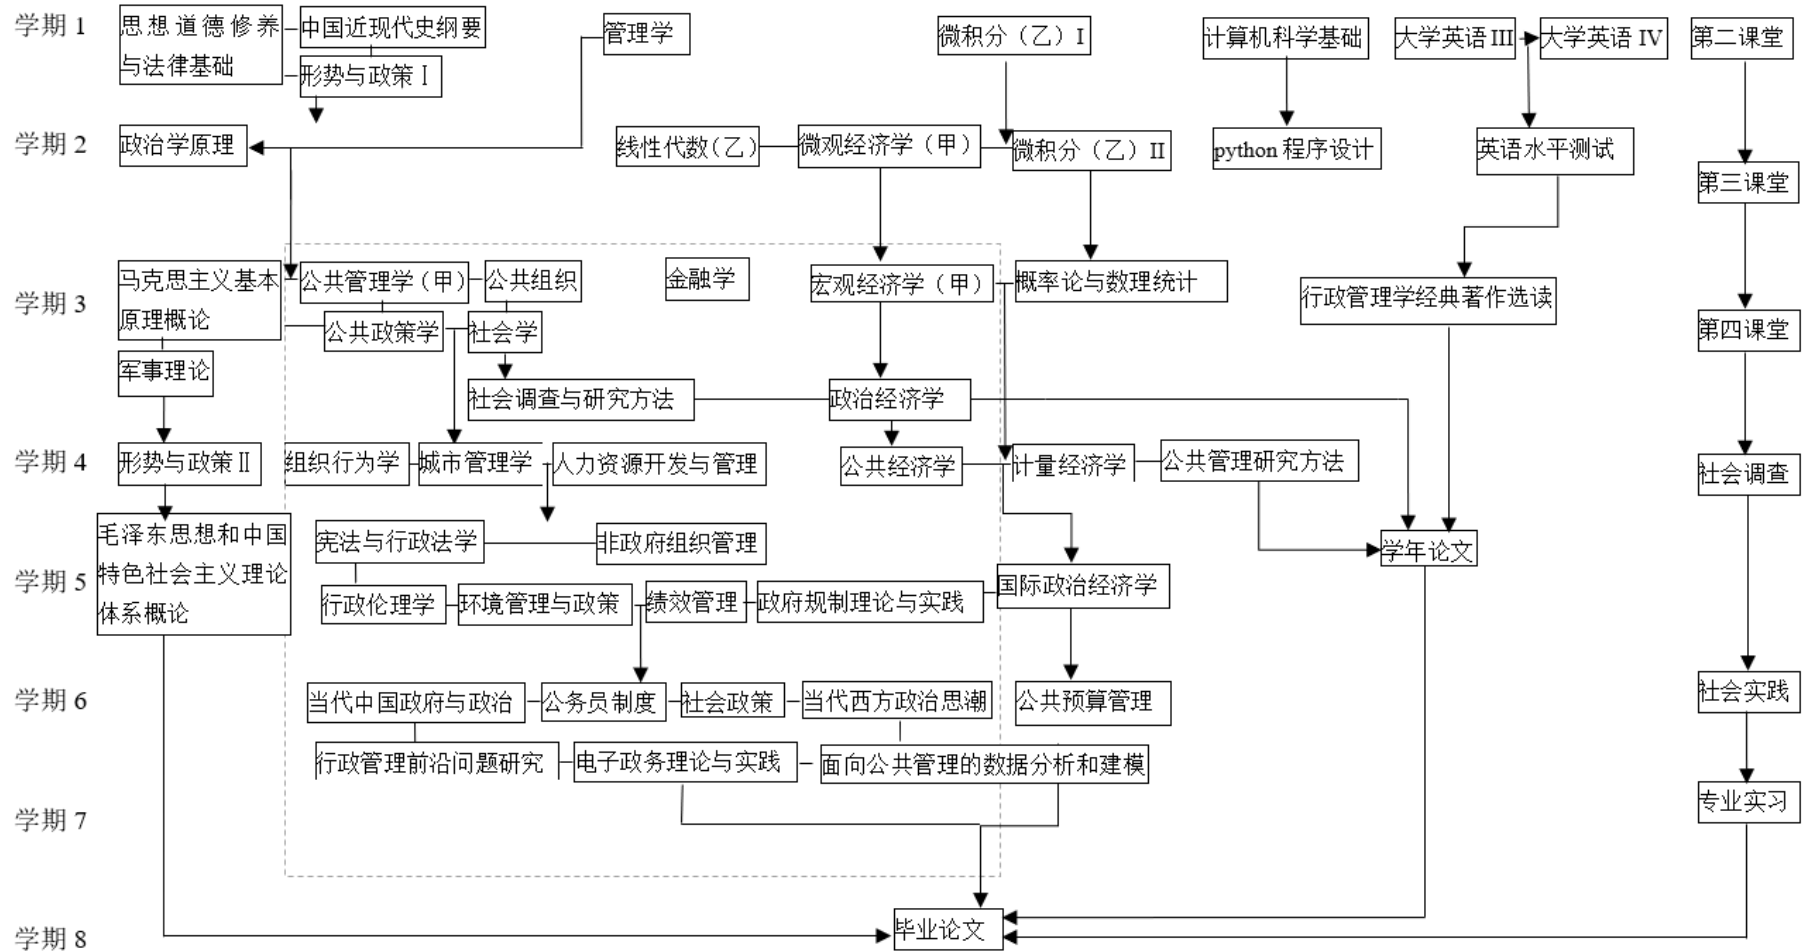 学期 1
思想道德修养
与法律基础
中国近现代史纲要
形势与政策Ⅰ
管理学
微积分（乙）I
计算机科学基础
大学英语 III
大学英语 IV
第二课堂
学期 2
政治学原理
线性代数(乙)
微观经济学（甲）
微积分（乙）II
python 程序设计
英语水平测试
第三课堂
学期 3
马克思主义基本
原理概论
公共管理学（甲）
公共组织
金融学
宏观经济学（甲）
概率论与数理统计
行政管理学经典著作选读
第四课堂
公共政策学
社会学
军事理论
社会调查与研究方法
政治经济学
学期 4
形势与政策Ⅱ
组织行为学
城市管理学
人力资源开发与管理
公共经济学
计量经济学
公共管理研究方法
社会调查
学期 5
毛泽东思想和中国
特色社会主义理论
体系概论
宪法与行政法学
非政府组织管理
学年论文
行政伦理学
环境管理与政策
绩效管理
政府规制理论与实践
国际政治经济学
学期 6
当代中国政府与政治
公务员制度
社会政策
当代西方政治思潮
公共预算管理
社会实践
行政管理前沿问题研究
电子政务理论与实践
面向公共管理的数据分析和建模
学期 7
专业实习
学期 8
毕业论文